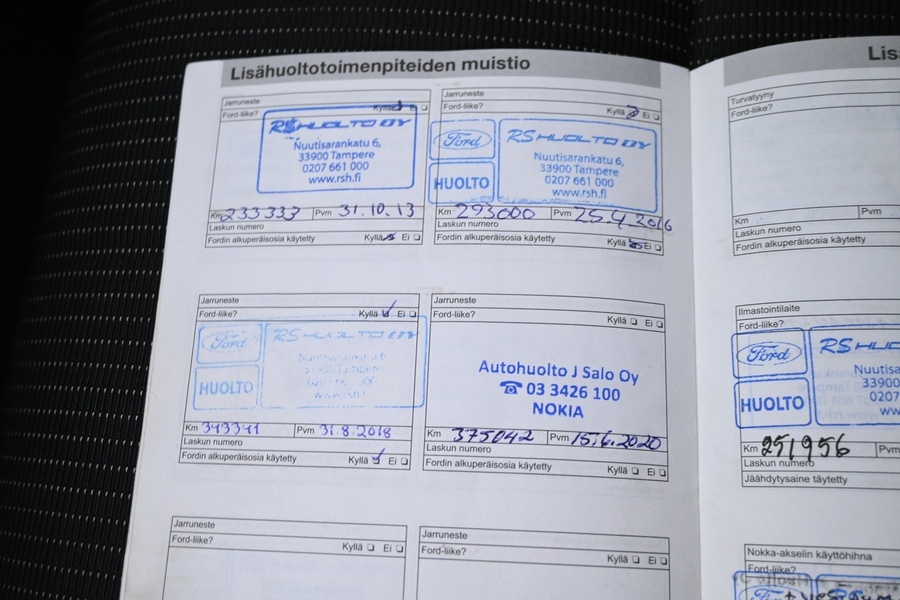 Lisähuoltotoimenpiteiden muistio
Jarruneste
Ford-liike? Kyllä Ei
RS HUOLTO OY
Nuutisarankatu 6,
33900 Tampere
0207 661 000
www.rsh.fi
Km 233333 Pvm 31.10.13
Laskun numero
Fordin alkuperäisosia käytetty Kyllä Ei
Jarruneste
Ford-liike? Kyllä Ei
Ford
HUOLTO
RS HUOLTO OY
Nuutisarankatu 6,
33900 Tampere
0207 661 000
www.rsh.fi
Km 293000 Pvm 25.4.2016
Laskun numero
Fordin alkuperäisosia käytetty Kyllä Ei
Jarruneste
Ford-liike? Kyllä Ei
Ford
HUOLTO
RS HUOLTO OY
Km 343341 Pvm 31.8.2018
Laskun numero
Fordin alkuperäisosia käytetty Kyllä Ei
Jarruneste
Ford-liike? Kyllä Ei
Autohuolto J Salo Oy
☎ 03 3426 100
NOKIA
Km 375042 Pvm 15.6.2020
Laskun numero
Fordin alkuperäisosia käytetty Kyllä Ei
Jarruneste
Ford-liike? Kyllä Ei
Jarruneste
Ford-liike? Kyllä Ei
Lis
Turvatyyny
Ford-liike?
Km Pvm
Laskun numero
Fordin alkuperäisosia käytetty
Ilmastointilaite
Ford-liike?
Ford
HUOLTO
RS HUO
Nuutisa
33900
020
ww
Km 251956 Pvm
Laskun numero
Jäähdytysaine täytetty
Nokka-akselin käyttöhihna
Ford-liike?